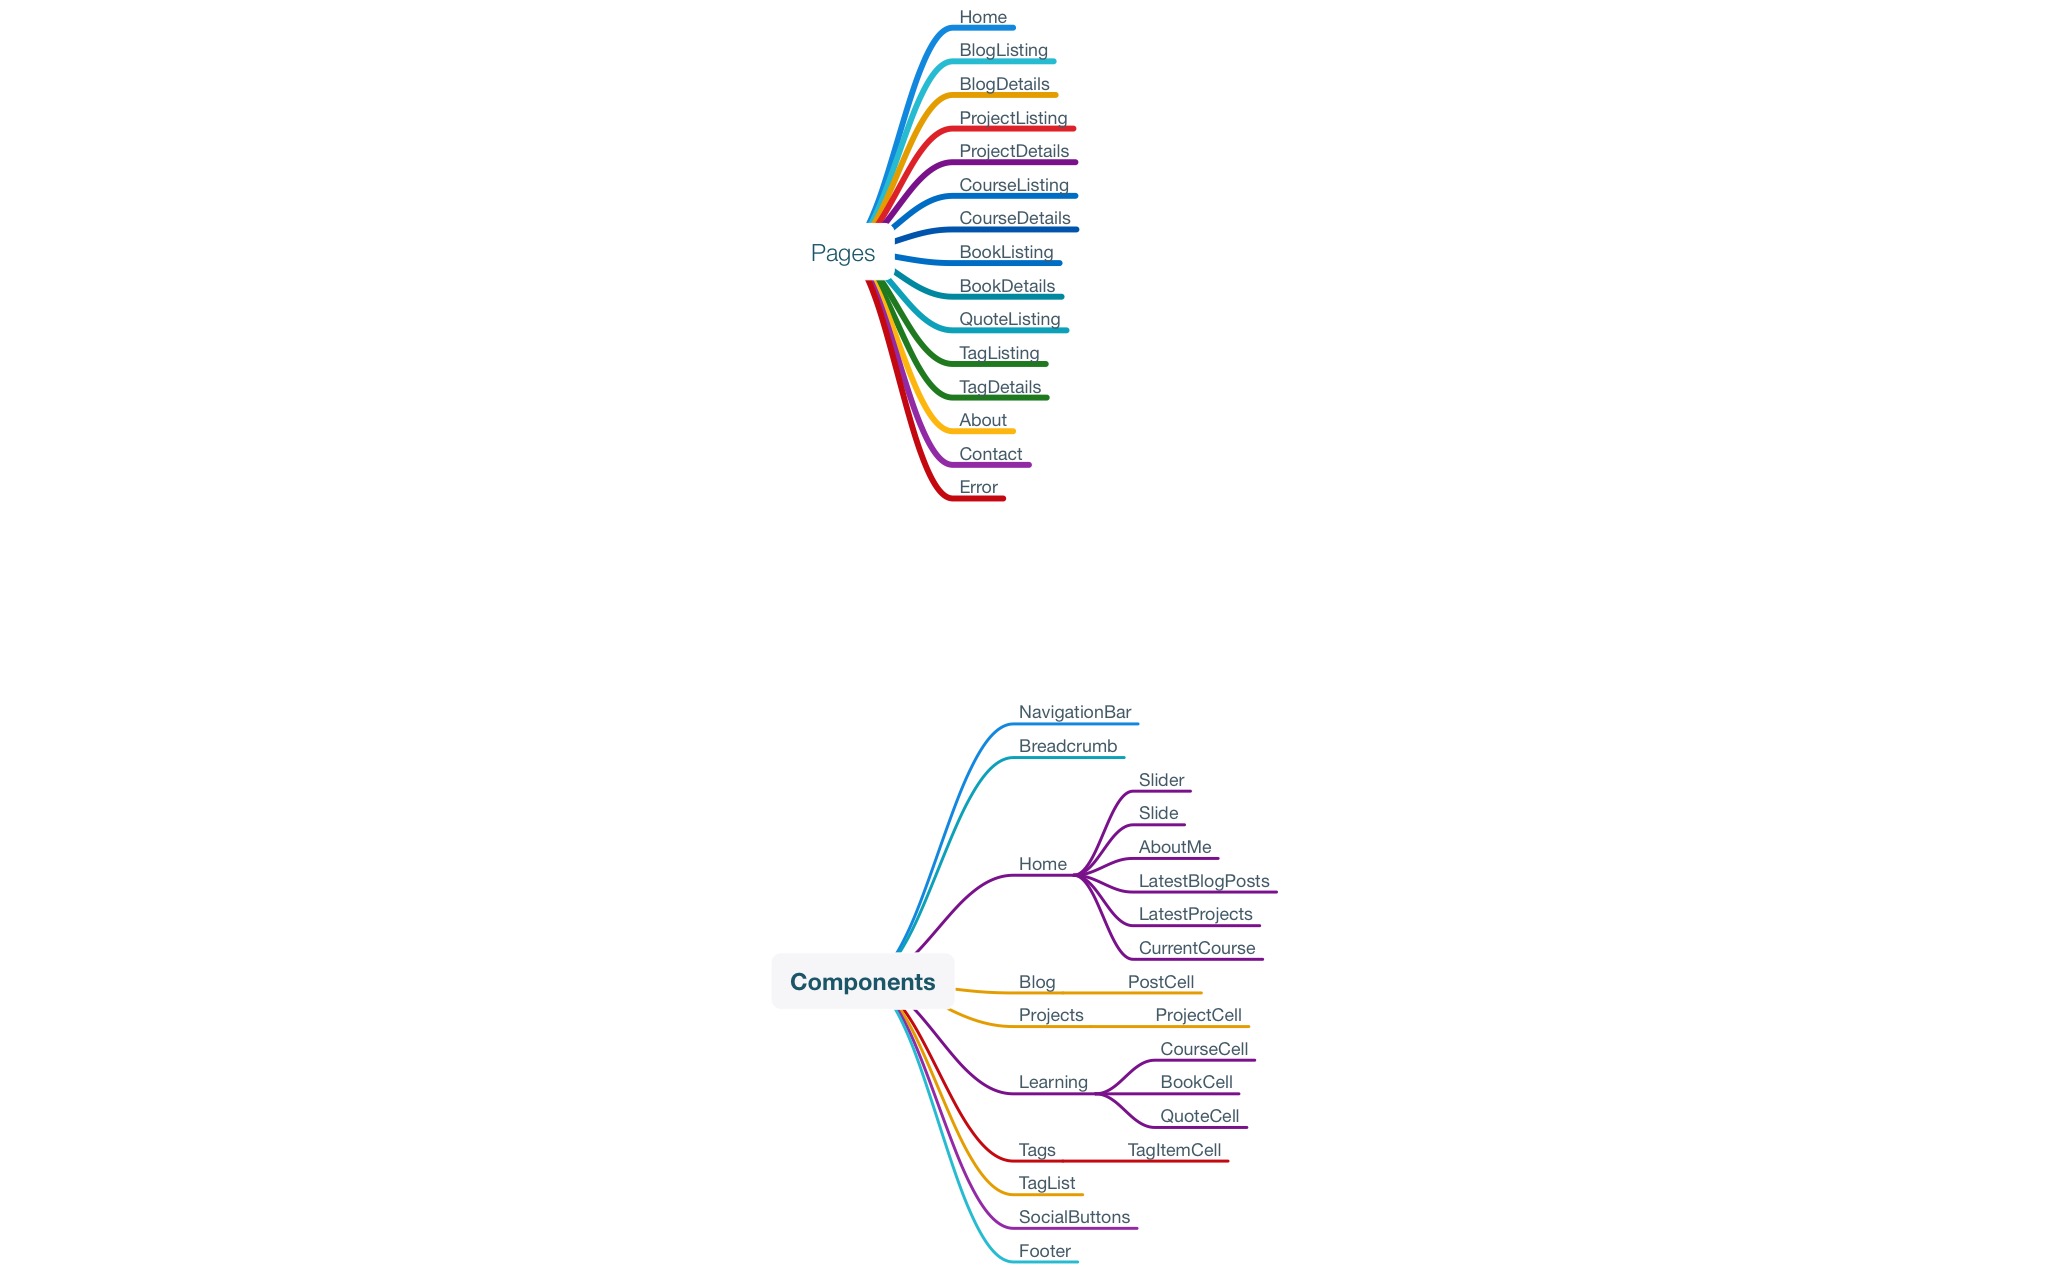 Home
BlogListing
BlogDetails
ProjectListing
ProjectDetails
CourseListing
CourseDetails
Pages
BookListing
BookDetails
QuoteListing
TagListing
TagDetails
About
Contact
Error
NavigationBar
Breadcrumb
Slider
Slide
AboutMe
Home
LatestBlogPosts
LatestProjects
CurrentCourse
Components
Blog PostCell
Projects ProjectCell
CourseCell
Learning BookCell
QuoteCell
Tags TagItemCell
TagList
SocialButtons
Footer